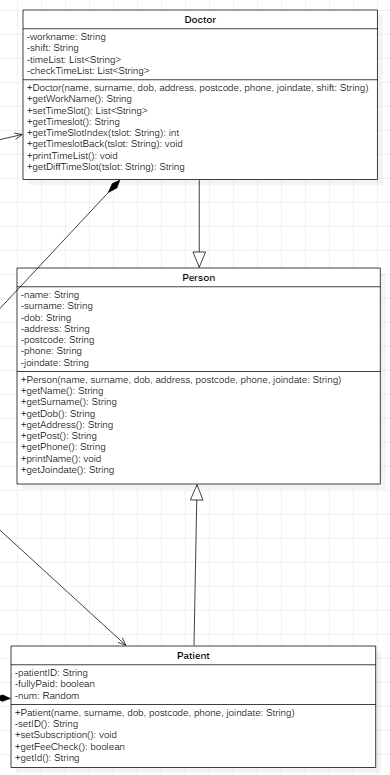 Doctor
-workname: String
-shift: String
-timeList: List<String>
-checkTimeList: List<String>
+Doctor(name, surname, dob, address, postcode, phone, joindate, shift: String)
+getWorkName(): String
+setTimeSlot(): List<String>
+getTimeslot(): String
+getTimeSlotIndex(tslot: String): int
+getTimeslotBack(tslot: String): void
+printTimeList(): void
+getDiffTimeSlot(tslot: String): String
Person
-name: String
-surname: String
-dob: String
-address: String
-postcode: String
-phone: String
-joindate: String
+Person(name, surname, dob, address, postcode, phone, joindate: String)
+getName(): String
+getSurname(): String
+getDob(): String
+getAddress(): String
+getPost(): String
+getPhone(): String
+printName(): void
+getJoindate(): String
Patient
-patientID: String
-fullyPaid: boolean
-num: Random
+Patient(name, surname, dob, postcode, phone, joindate: String)
-setID(): String
+setSubscription(): void
+getFeeCheck(): boolean
+getId(): String